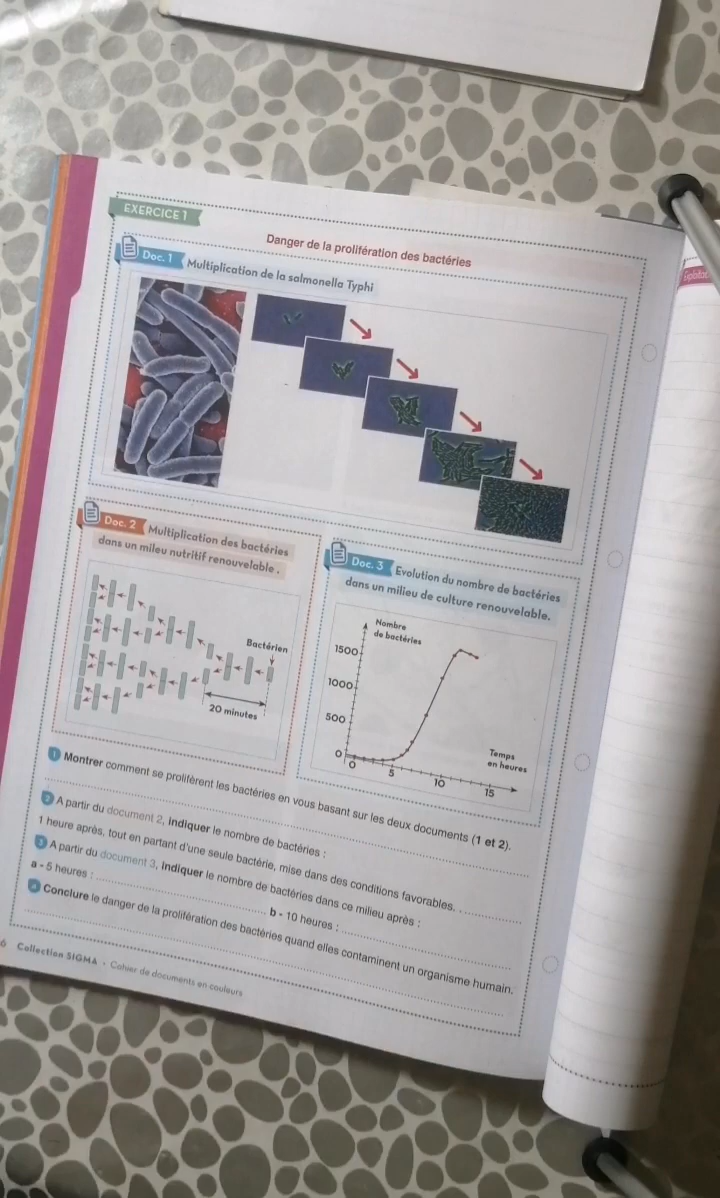 EXERCICE 1
Danger de la prolifération des bactéries
Doc. 1 Multiplication de la salmonella Typhi
Doc. 2 Multiplication des bactéries
dans un mileu nutritif renouvelable .
Bactérien
20 minutes
Doc. 3 Evolution du nombre de bactéries
dans un milieu de culture renouvelable.
Nombre
de bactéries
1500
1000
500
0
0
5
10
15
Temps
en heures
1 Montrer comment se prolifèrent les bactéries en vous basant sur les deux documents (1 et 2).
2 A partir du document 2, indiquer le nombre de bactéries :
1 heure après, tout en partant d'une seule bactérie, mise dans des conditions favorables.
3 A partir du document 3, indiquer le nombre de bactéries dans ce milieu après :
a - 5 heures :
b - 10 heures :
4 Conclure le danger de la prolifération des bactéries quand elles contaminent un organisme humain.
6 Collection SIGMA • Cahier de documents en couleurs